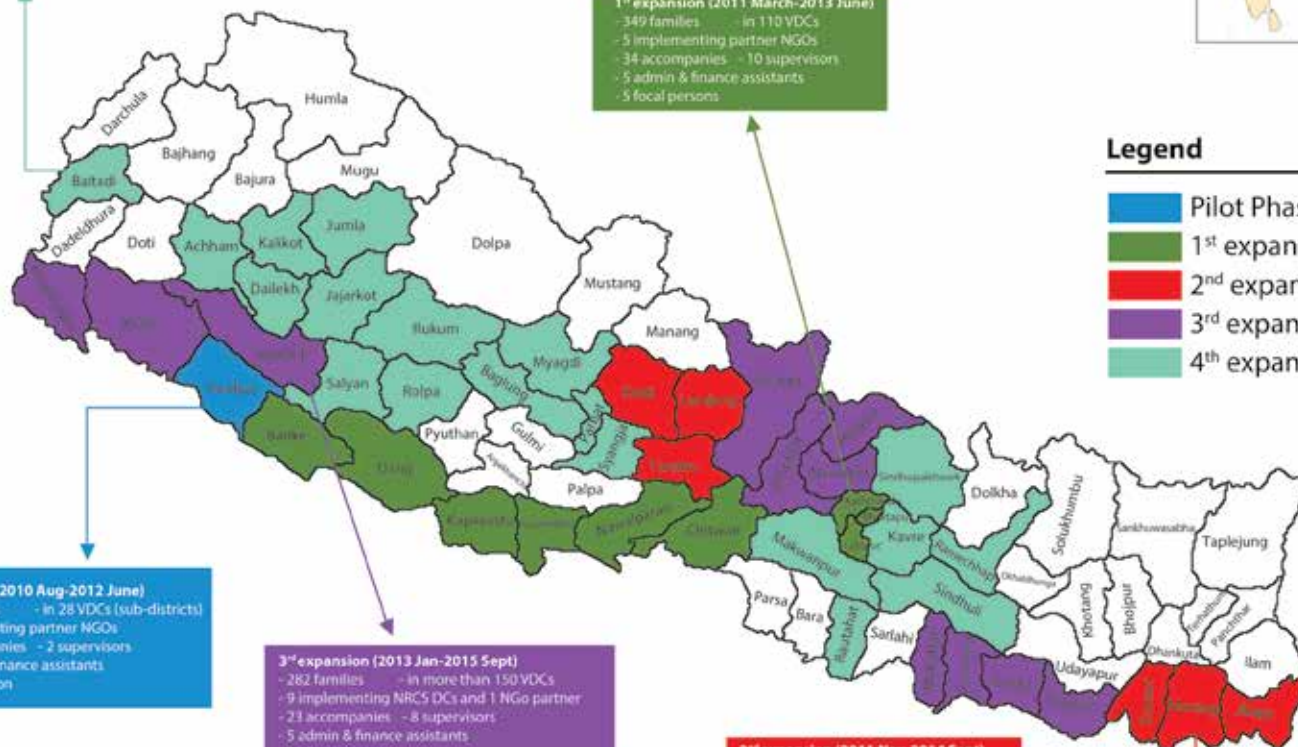 1st expansion (2011 March-2013 June)
- 349 families - in 110 VDCs
- 5 implementing partner NGOs
- 34 accompanies - 10 supervisors
- 5 admin & finance assistants
- 5 focal persons
Legend
Pilot Phas
1st expan
2nd expan
3rd expan
4th expan
Darchula
Humla
Bajhang
Baitadi
Bajura
Mugu
Dadeldhura
Doti
Achham
Kalikot
Jumla
Dolpa
Mustang
Dailekh
Jajarkot
Rukum
Manang
Myagdi
Salyan
Rolpa
Baglung
Parbat
Syangja
Banke
Dang
Pyuthan
Gulmi
Palpa
Kapilvastu
Nawalparasi
Chitwan
Sindhupalchowk
Dolkha
Kavre
Ramechhap
Makwanpur
Sindhuli
Solukhumbu
Sankhuwasabha
Taplejung
Okhaldhunga
Khotang
Bhojpur
Terhathum
Panchthar
Dhankuta
Ilam
Udayapur
Parsa
Bara
Rautahar
Sarlahi
2010 Aug-2012 June)
- in 28 VDCs (sub-districts)
ting partner NGOs
nies - 2 supervisors
nance assistants
on
3rd expansion (2013 Jan-2015 Sept)
- 282 families - in more than 150 VDCs
- 9 implementing NRCS DCs and 1 NGo partner
- 23 accompanies - 8 supervisors
- 5 admin & finance assistants